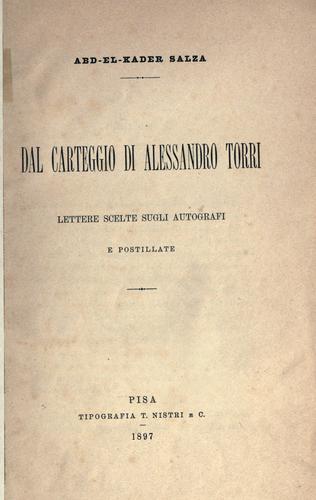 ABD-EL-KADER SALZA
DAL CARTEGGIO DI ALESSANDRO TORRI
LETTERE SCELTE SUGLI AUTOGRAFI
E POSTILLATE
PISA
TIPOGRAFIA T. NISTRI E C.
1897